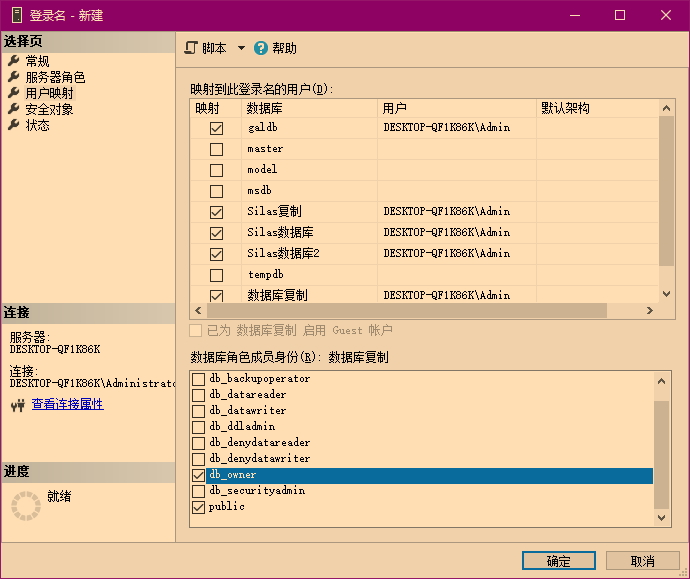 登录名 - 新建
选择页
常规
服务器角色
用户映射
安全对象
状态
脚本
帮助
映射到此登录名的用户(D):
映射 数据库 用户 默认架构
galdb DESKTOP-QF1K86K\Admin
master
model
msdb
Silas复制 DESKTOP-QF1K86K\Admin
Silas数据库 DESKTOP-QF1K86K\Admin
Silas数据库2 DESKTOP-QF1K86K\Admin
tempdb
数据库复制 DESKTOP-QF1K86K\Admin
已为 数据库复制 启用 Guest 帐户
连接
服务器:
DESKTOP-QF1K86K
连接:
DESKTOP-QF1K86K\Administrato
查看连接属性
数据库角色成员身份(R): 数据库复制
db_backupoperator
db_datareader
db_datawriter
db_ddladmin
db_denydatareader
db_denydatawriter
db_owner
db_securityadmin
public
进度
就绪
确定
取消